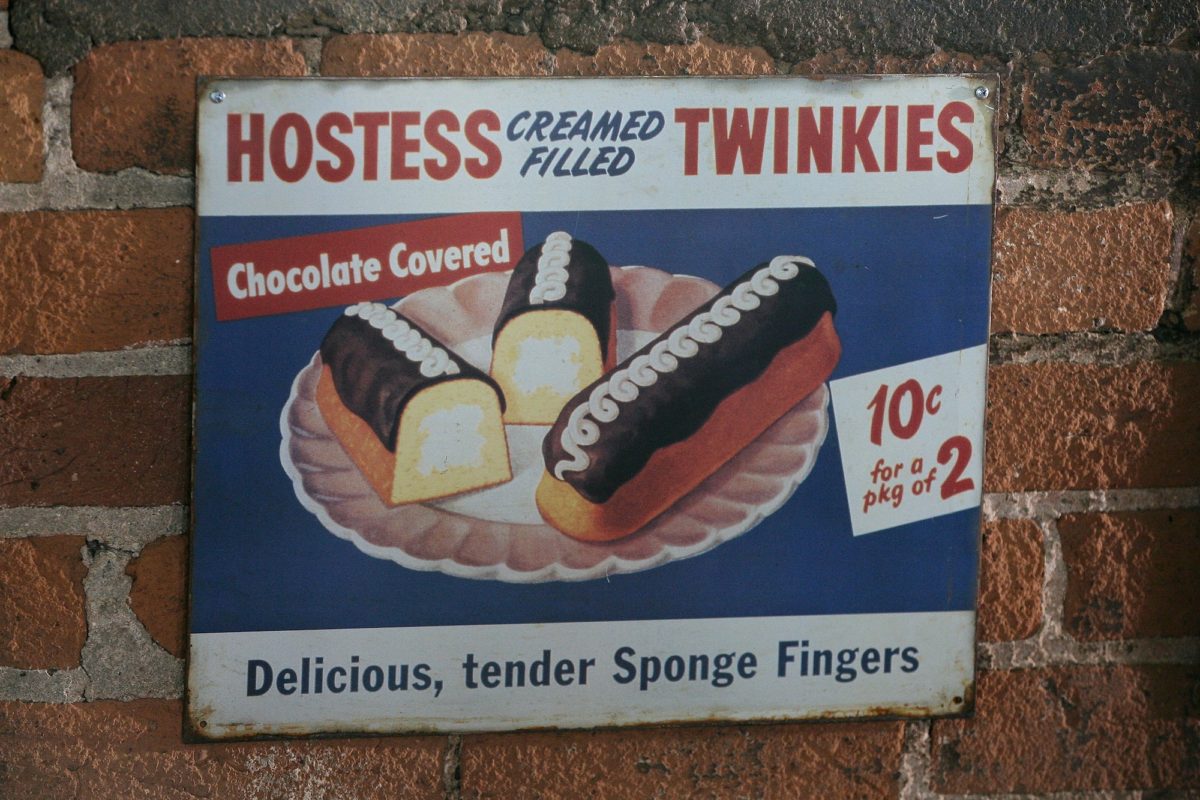 HOSTESS CREAMED FILLED TWINKIES
Chocolate Covered
10c
for a
pkg of 2
Delicious, tender Sponge Fingers